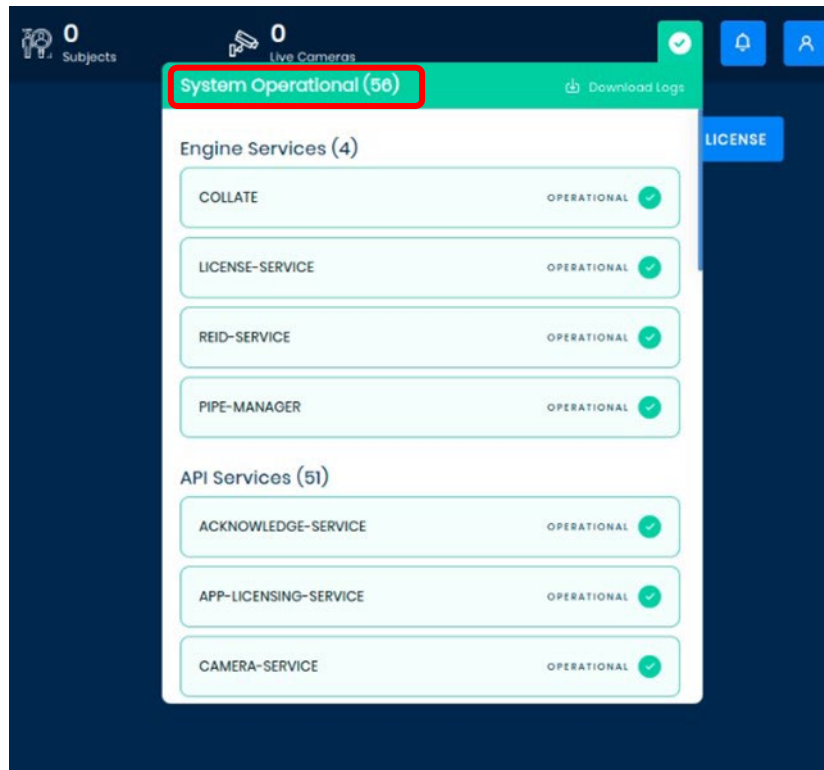 0
Subjects
0
Live Cameras
System Operational (56)
Download Logs
LICENSE
Engine Services (4)
COLLATE OPERATIONAL
LICENSE-SERVICE OPERATIONAL
REID-SERVICE OPERATIONAL
PIPE-MANAGER OPERATIONAL
API Services (51)
ACKNOWLEDGE-SERVICE OPERATIONAL
APP-LICENSING-SERVICE OPERATIONAL
CAMERA-SERVICE OPERATIONAL